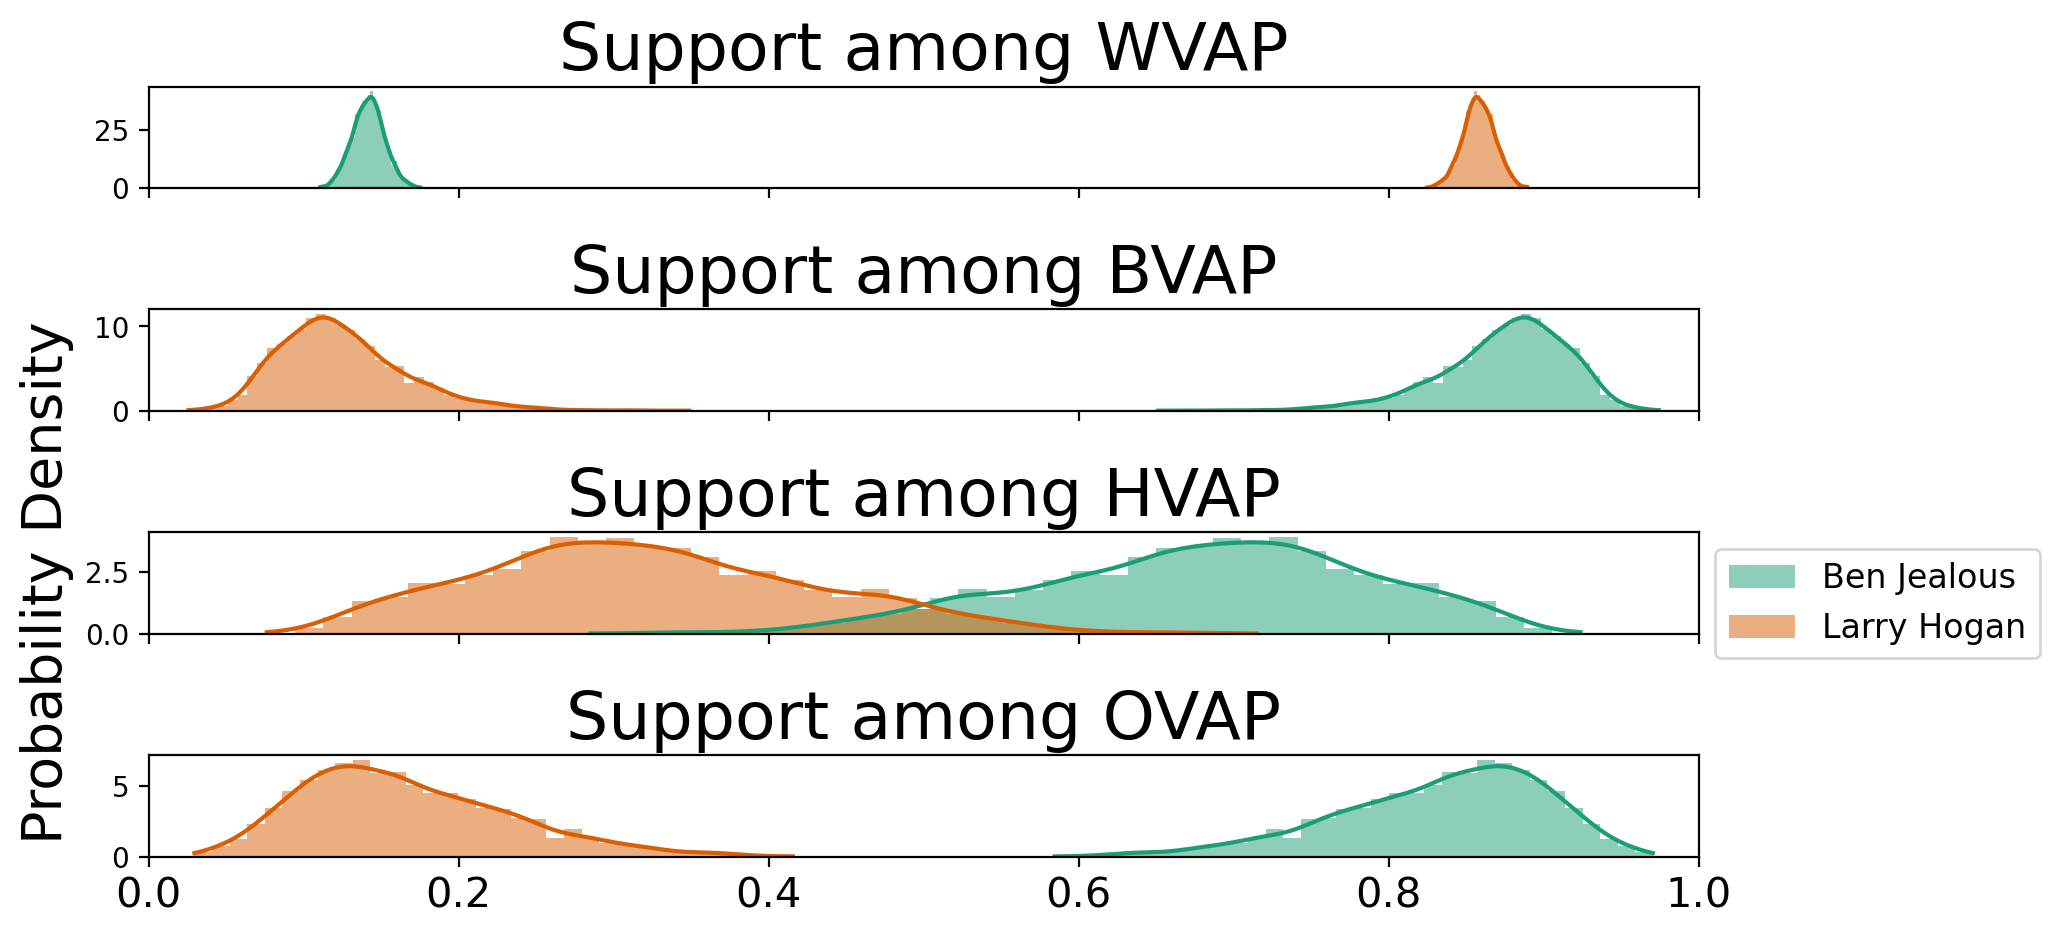 Support among WVAP
25
0
Support among BVAP
10
0
Support among HVAP
2.5
0.0
Support among OVAP
5
0
0.0 0.2 0.4 0.6 0.8 1.0
Probability Density
Ben Jealous
Larry Hogan